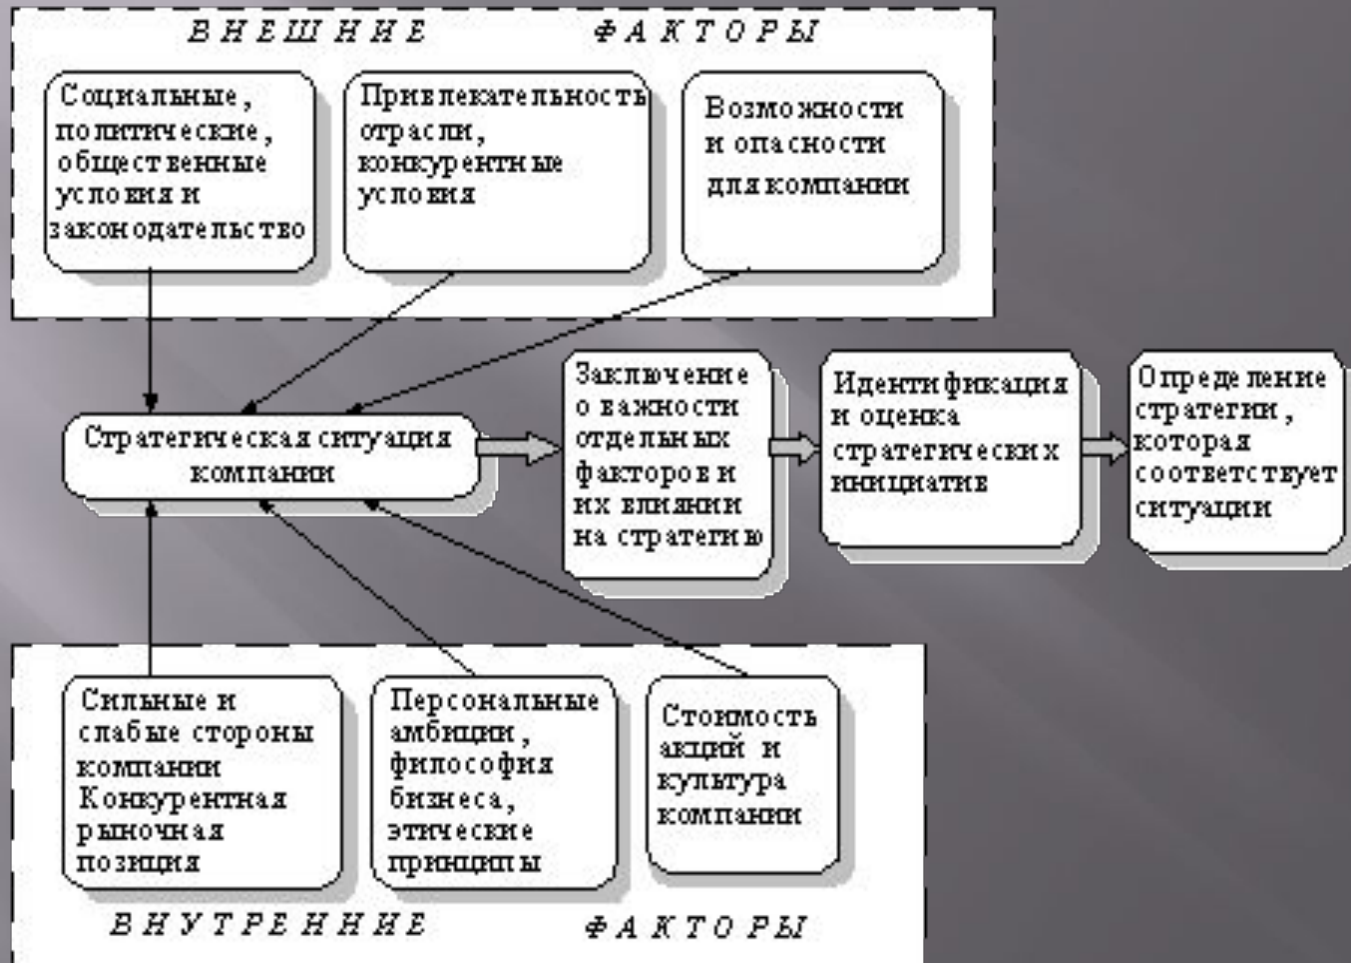 ВНЕШНИЕ ФАКТОРЫ
Социальные,
политические,
общественные
условия и
законодательство
Привлекательность
отрасли,
конкурентные
условия
Возможности
и опасности
для компании
Стратегическая ситуация
компании
Заключение
о важности
отдельных
факторов и
их влиянии
на стратегию
Идентификация
и оценка
стратегических
инициатив
Определение
стратегии,
которая
соответствует
ситуации
Сильные и
слабые стороны
компании
Конкурентная
рыночная
позиция
Персональные
амбиции,
философия
бизнеса,
этические
принципы
Стоимость
акций и
культура
компании
ВНУТРЕННИЕ ФАКТОРЫ